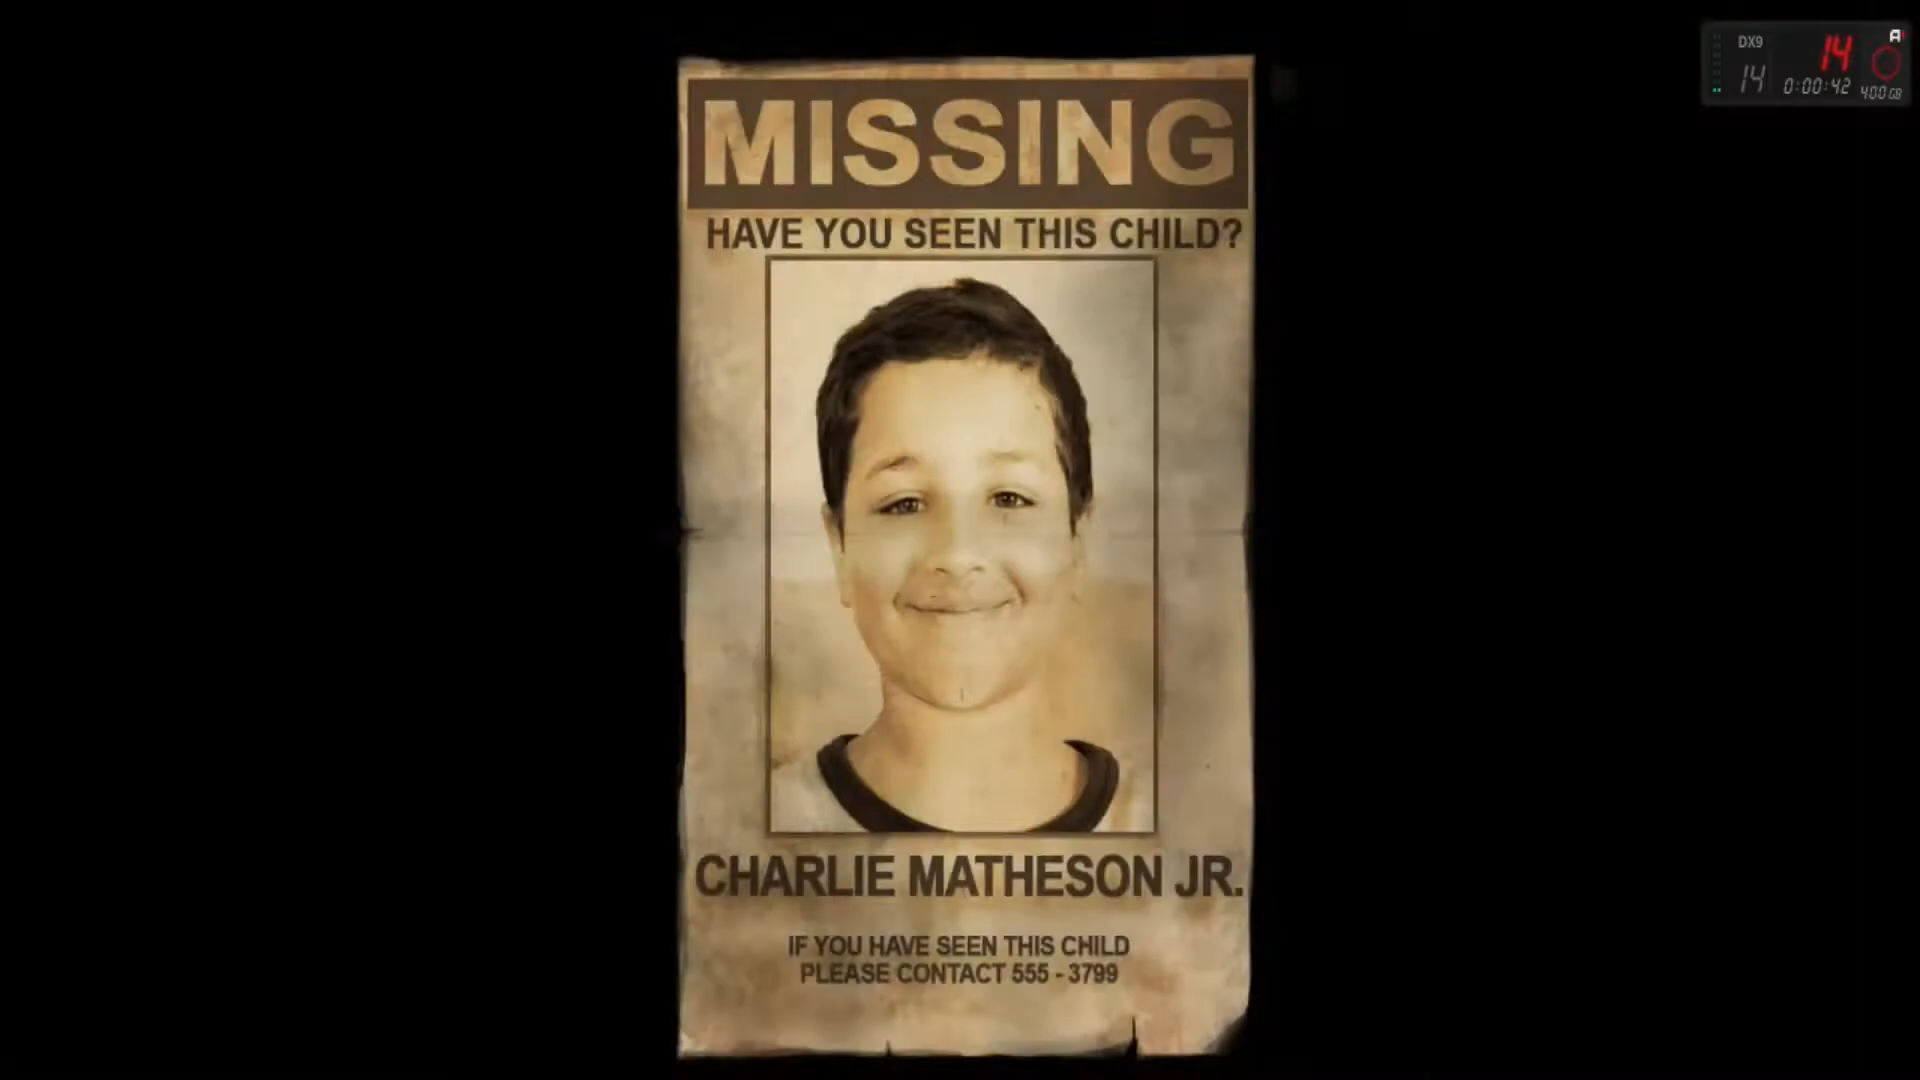 MISSING
HAVE YOU SEEN THIS CHILD?
CHARLIE MATHESON JR.
IF YOU HAVE SEEN THIS CHILD
PLEASE CONTACT 555 - 3799
DX9
14
A
14
0:00:42
400GB